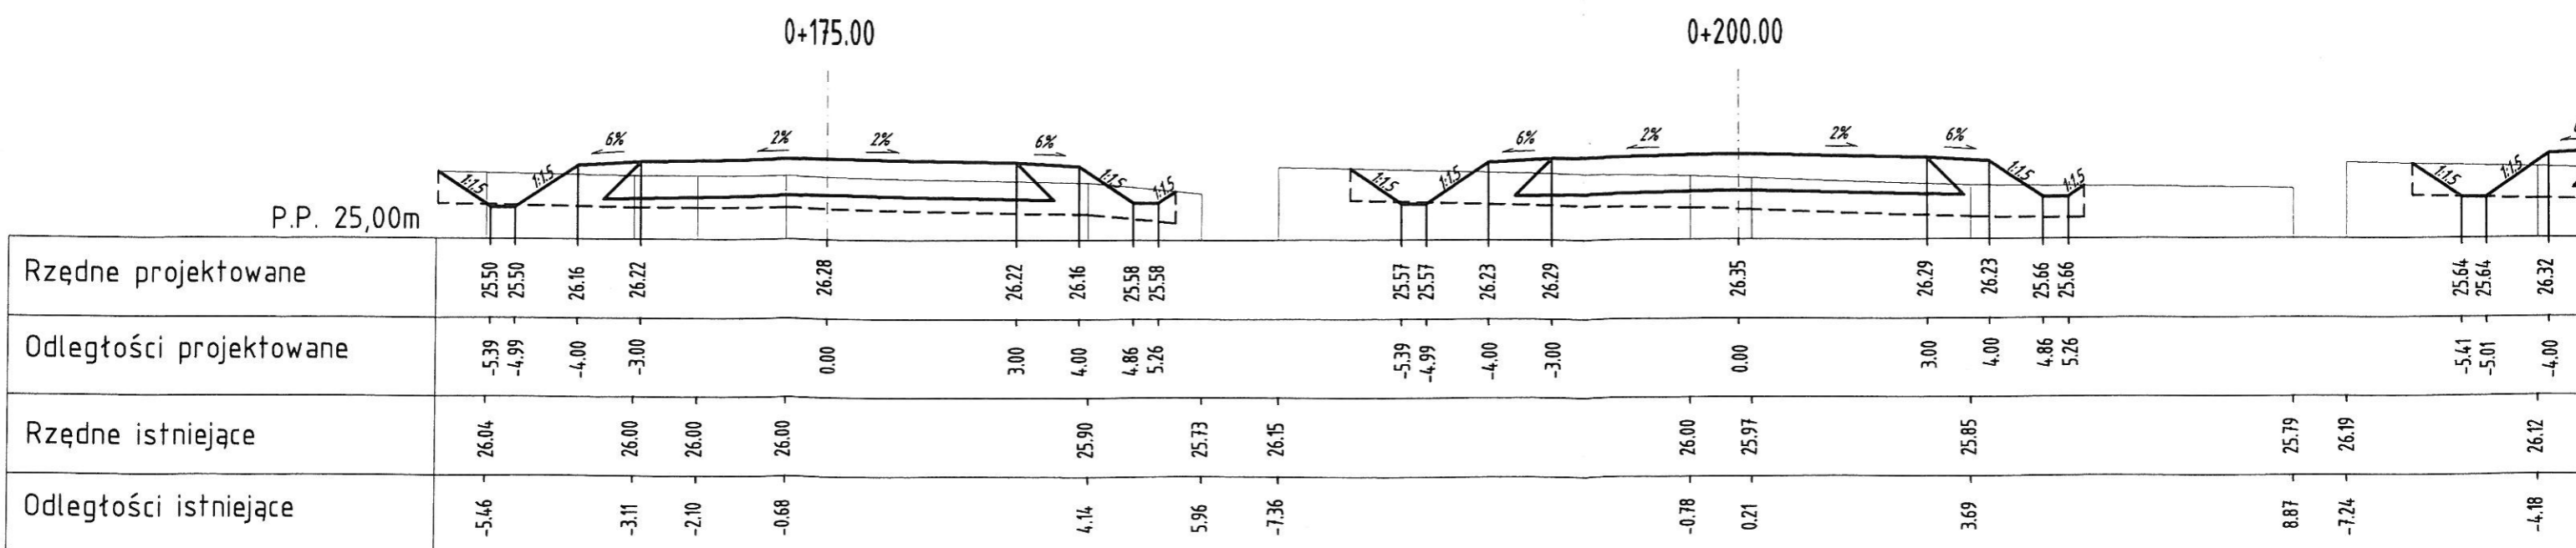 0+175.00 0+200.00
6% 2% 2% 6% 6% 2% 2% 6%
1:1.5 1:1.5 1:1.5 1:1.5 1:1.5 1:1.5 1:1.5 1:1.5 1:1.5 1:1.5
P.P. 25,00m
Rzędne projektowane 25.50 25.50 26.16 26.22 26.28 26.22 26.16 25.58 25.58 25.57 25.57 26.23 26.29 26.35 26.29 26.23 25.66 25.66 25.64 25.64 26.32
Odległości projektowane -5.39 -4.99 -4.00 -3.00 0.00 3.00 4.00 4.86 5.26 -5.39 -4.99 -4.00 -3.00 0.00 3.00 4.00 4.86 5.26 -5.41 -5.01 -4.00
Rzędne istniejące 26.04 26.00 26.00 26.00 25.90 25.73 26.15 26.00 25.97 25.85 25.79 26.19 26.12
Odległości istniejące -5.46 -3.11 -2.10 -0.68 4.14 5.96 -7.36 -0.78 0.21 3.69 8.87 -7.24 -4.18